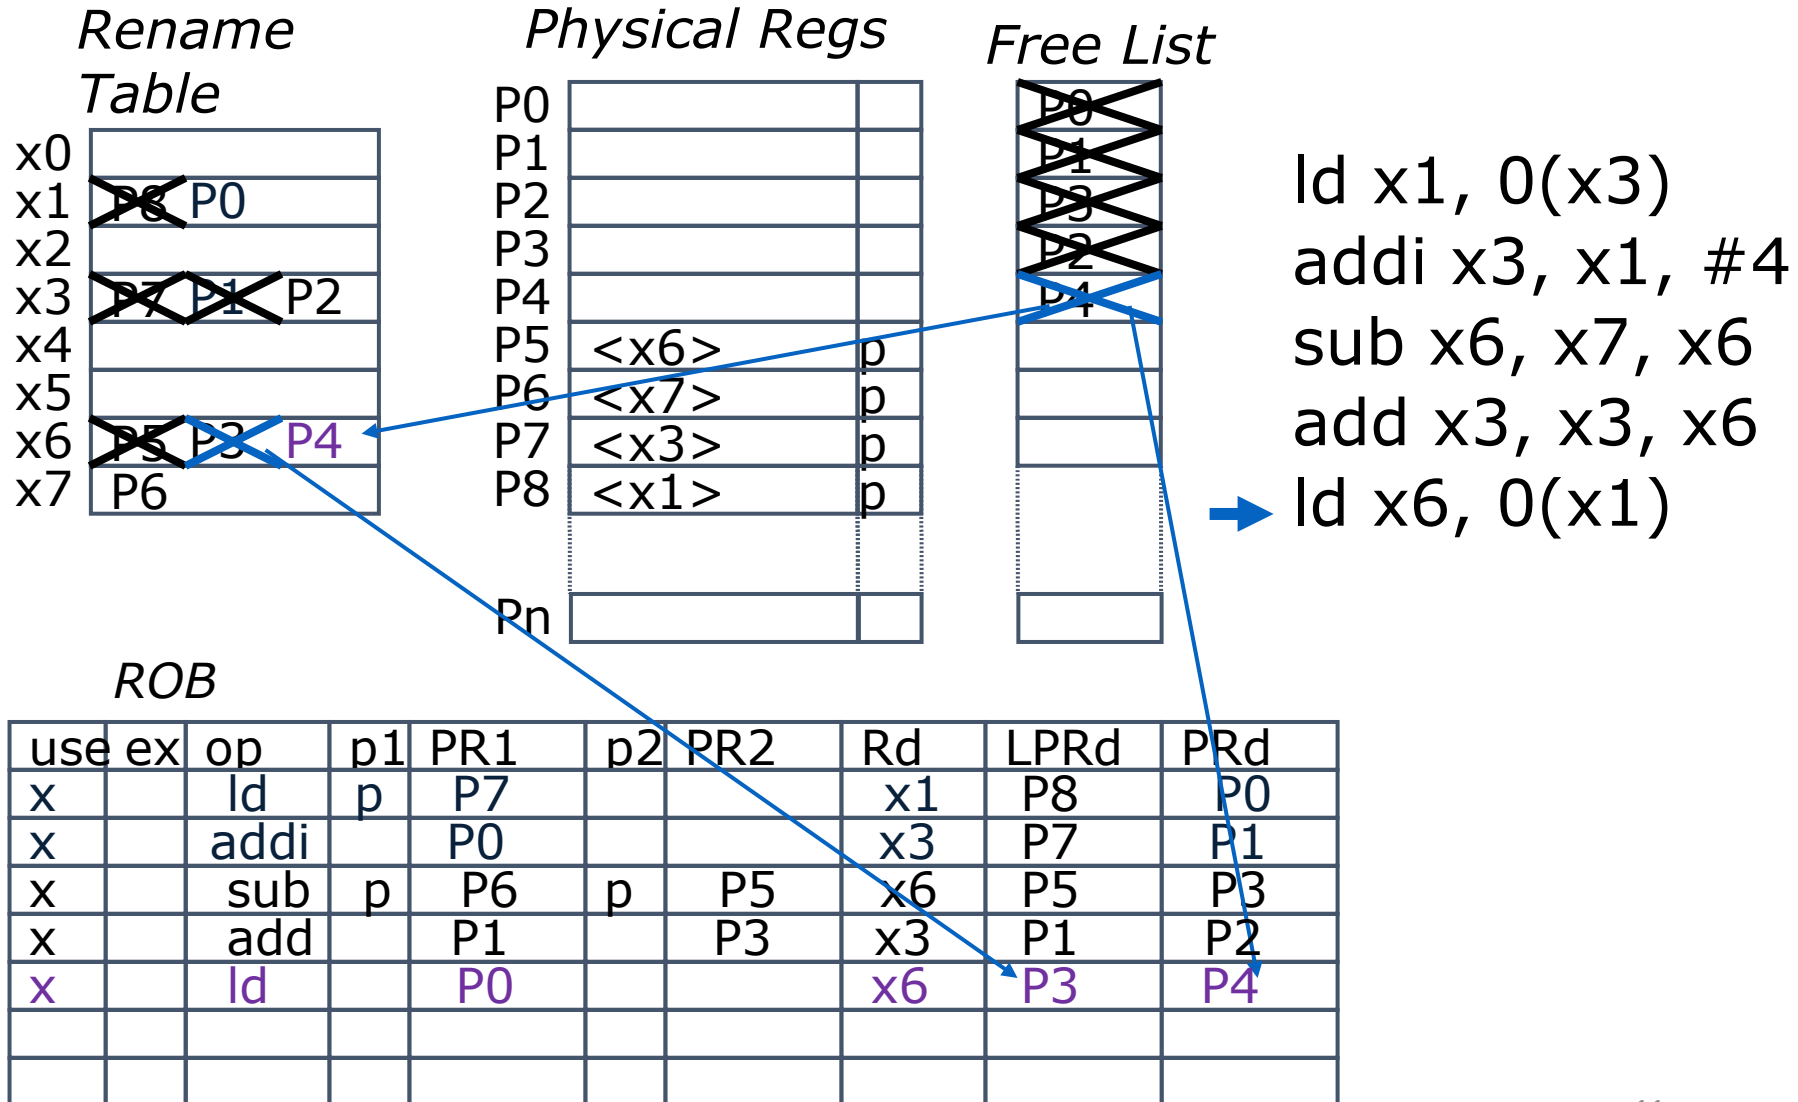 Rename Table
Physical Regs
Free List
x0
x1 P8 P0
x2
x3 P7 P1 P2
x4
x5
x6 P5 P3 P4
x7 P6
P0
P1
P2
P3
P4
P5 <x6> p
P6 <x7> p
P7 <x3> p
P8 <x1> p
Pn
P0
P1
P3
P2
P4
ld x1, 0(x3)
addi x3, x1, #4
sub x6, x7, x6
add x3, x3, x6
ld x6, 0(x1)
ROB
use ex op p1 PR1 p2 PR2 Rd LPRd PRd
x ld p P7 x1 P8 P0
x addi P0 x3 P7 P1
x sub p P6 p P5 x6 P5 P3
x add P1 P3 x3 P1 P2
x ld P0 x6 P3 P4